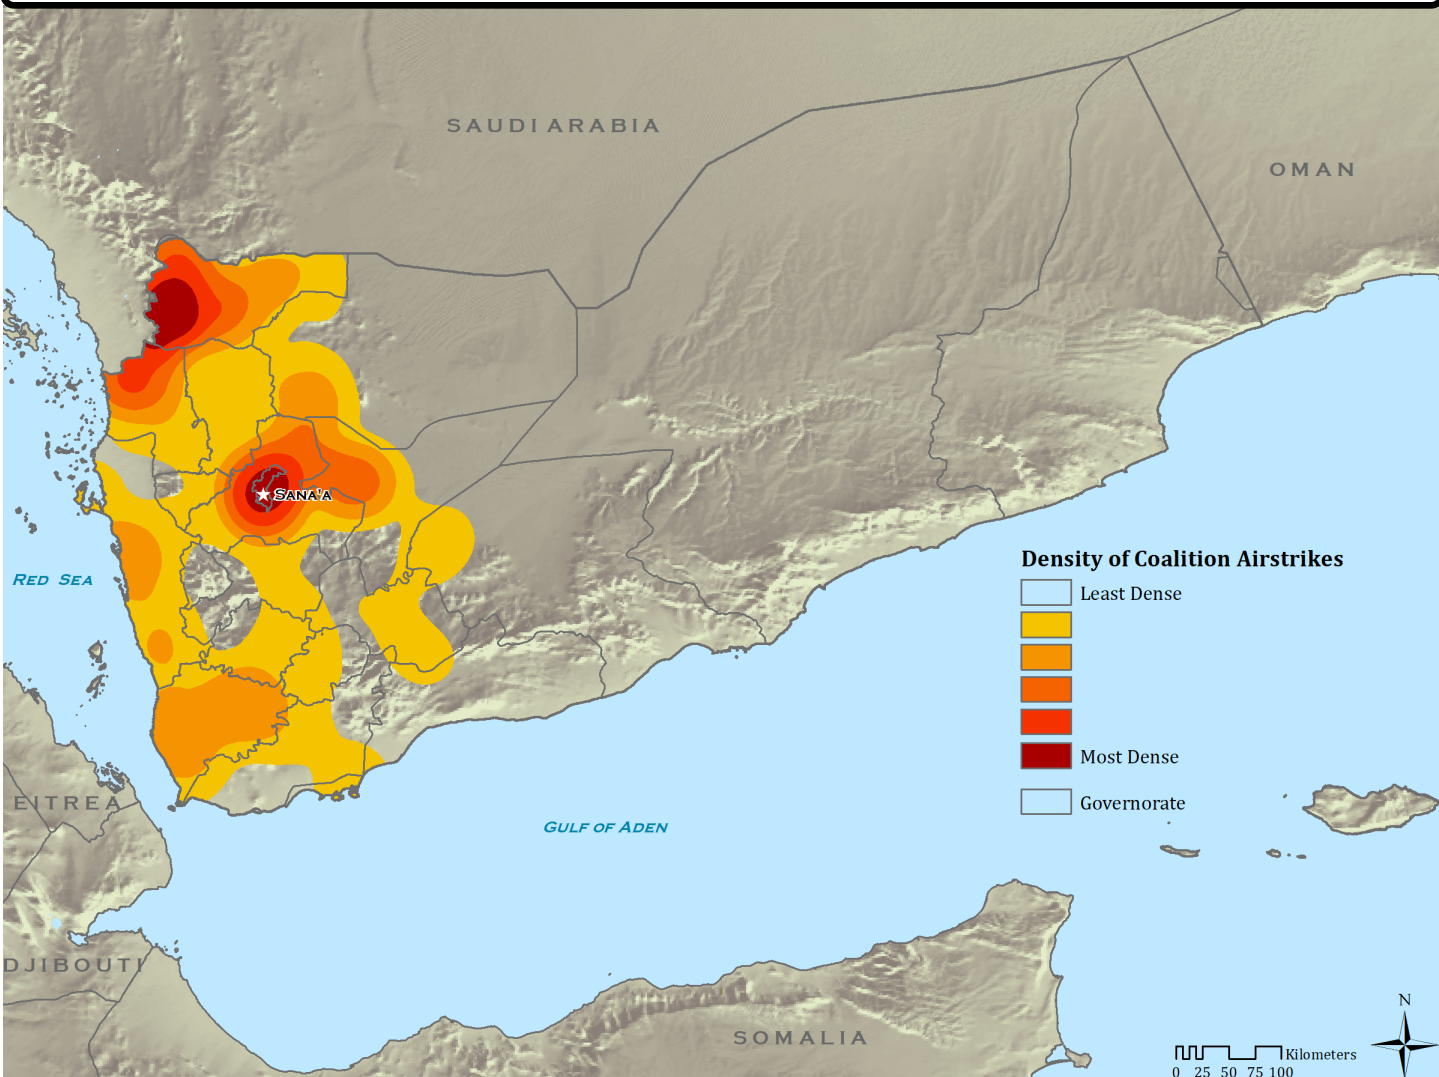 SAUDI ARABIA
OMAN
SANA'A
RED SEA
Density of Coalition Airstrikes
Least Dense
Most Dense
Governorate
EITREA
GULF OF ADEN
DJIBOUTI
SOMALIA
N
Kilometers
0 25 50 75 100